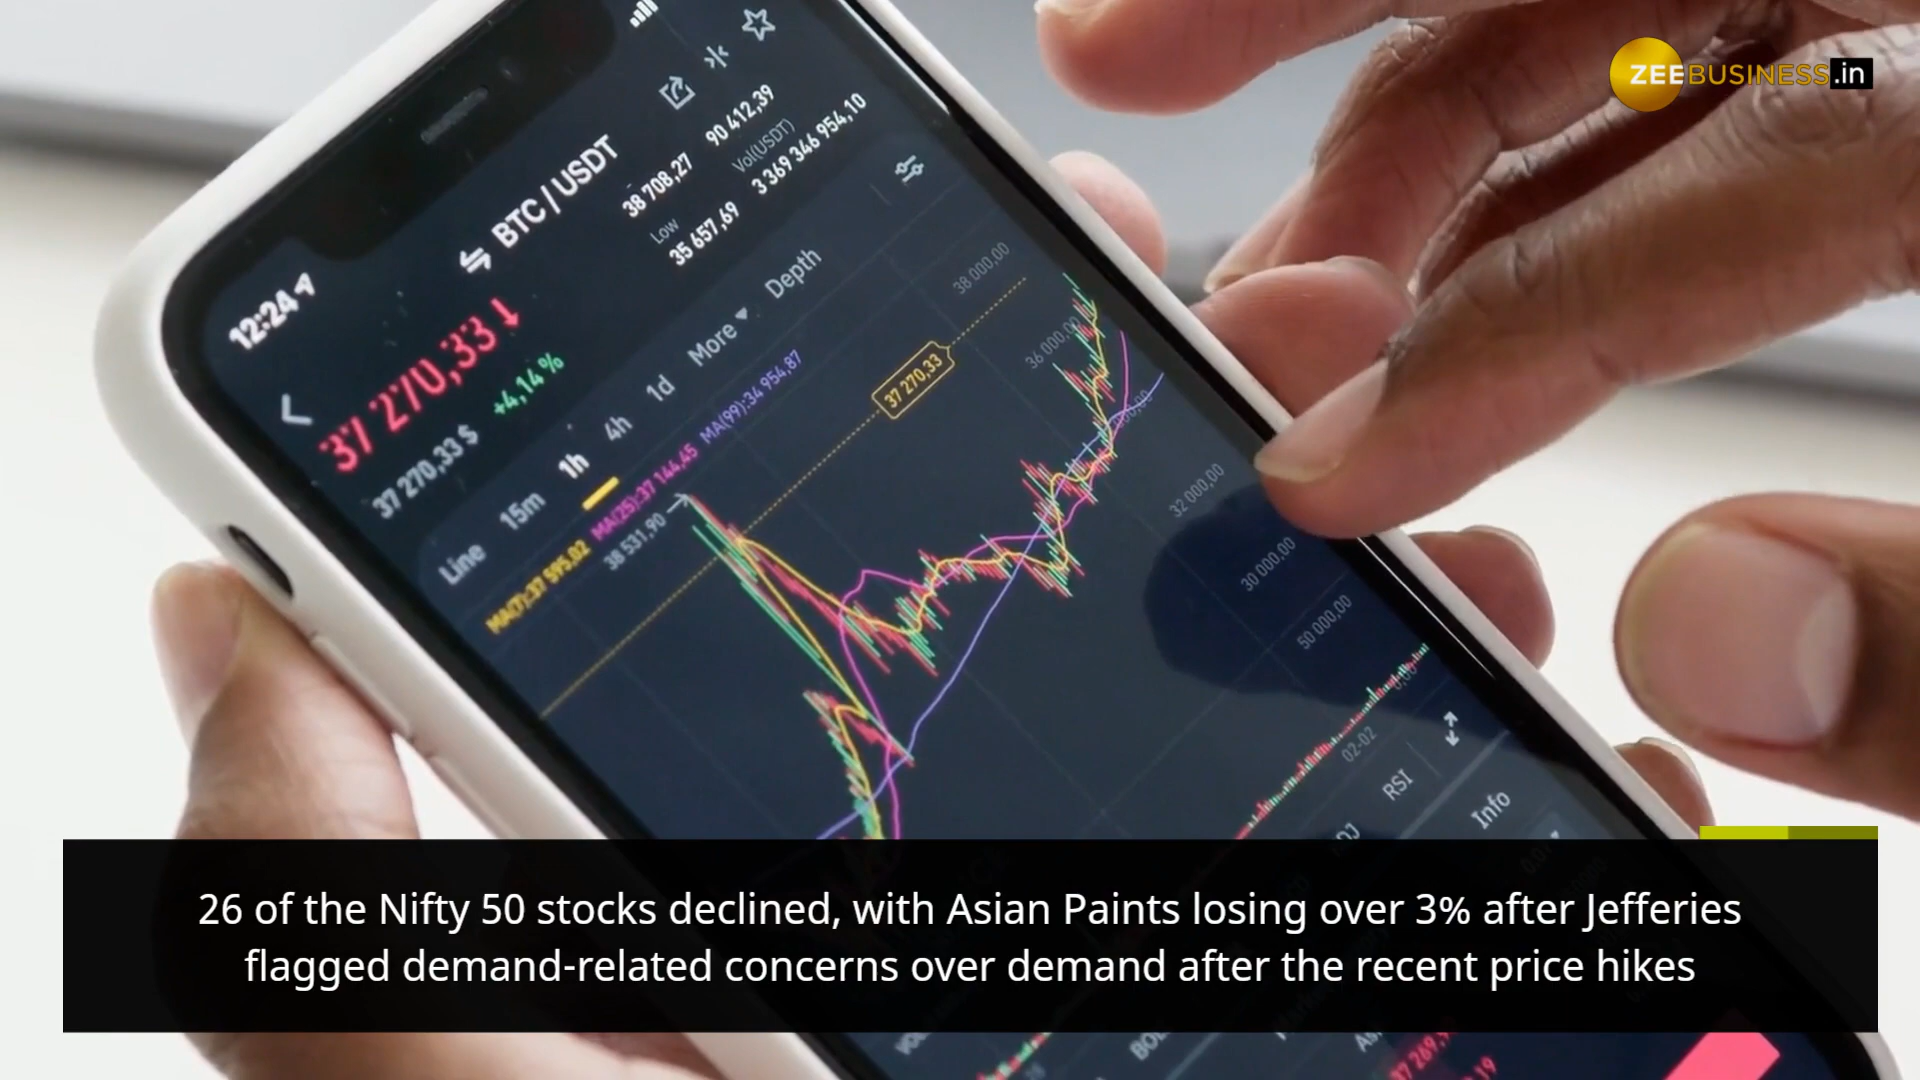 ZEEBUSINESS.in
12:24
BTC / USDT
37 270,33
37 270,33 $
+4,14%
38 708,27
90 412,39
Low
Vol(USDT)
35 657,69
3 369 346 954,10
Line
15m
1h
4h
1d
More
Depth
MA(7):37 595,02
MA(25):37 144,45
MA(99):34 954,87
38 531,90
37 270,33
38 000,00
36 000,00
32 000,00
30 000,00
50 000,00
0,00
02-02
RSI
Info
26 of the Nifty 50 stocks declined, with Asian Paints losing over 3% after Jefferies
flagged demand-related concerns over demand after the recent price hikes